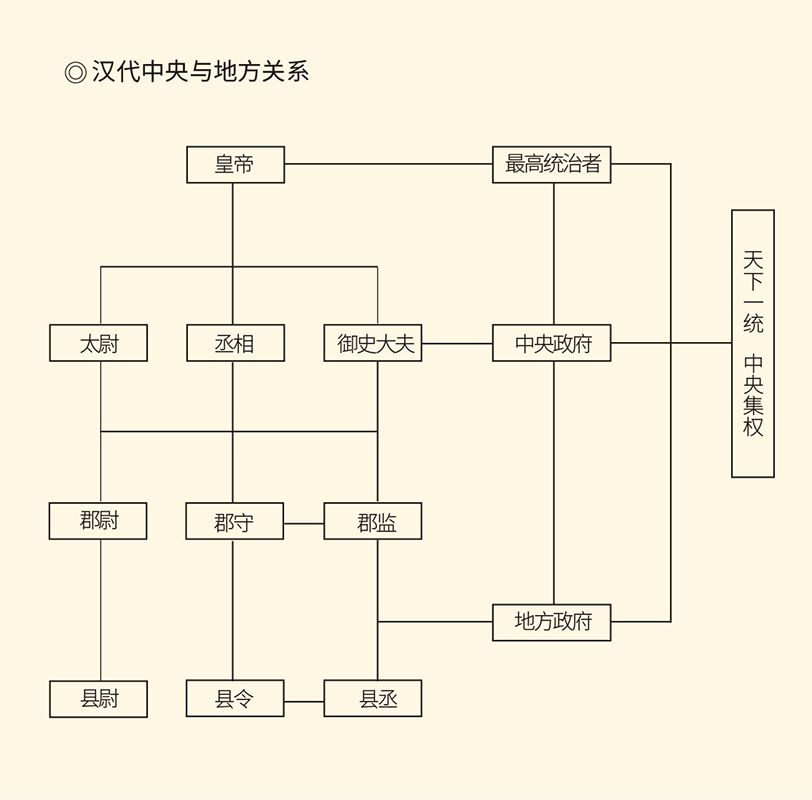 ◎ 汉代中央与地方关系
皇帝
最高统治者
太尉
丞相
御史大夫
中央政府
天下一统 中央集权
郡尉
郡守
郡监
地方政府
县尉
县令
县丞